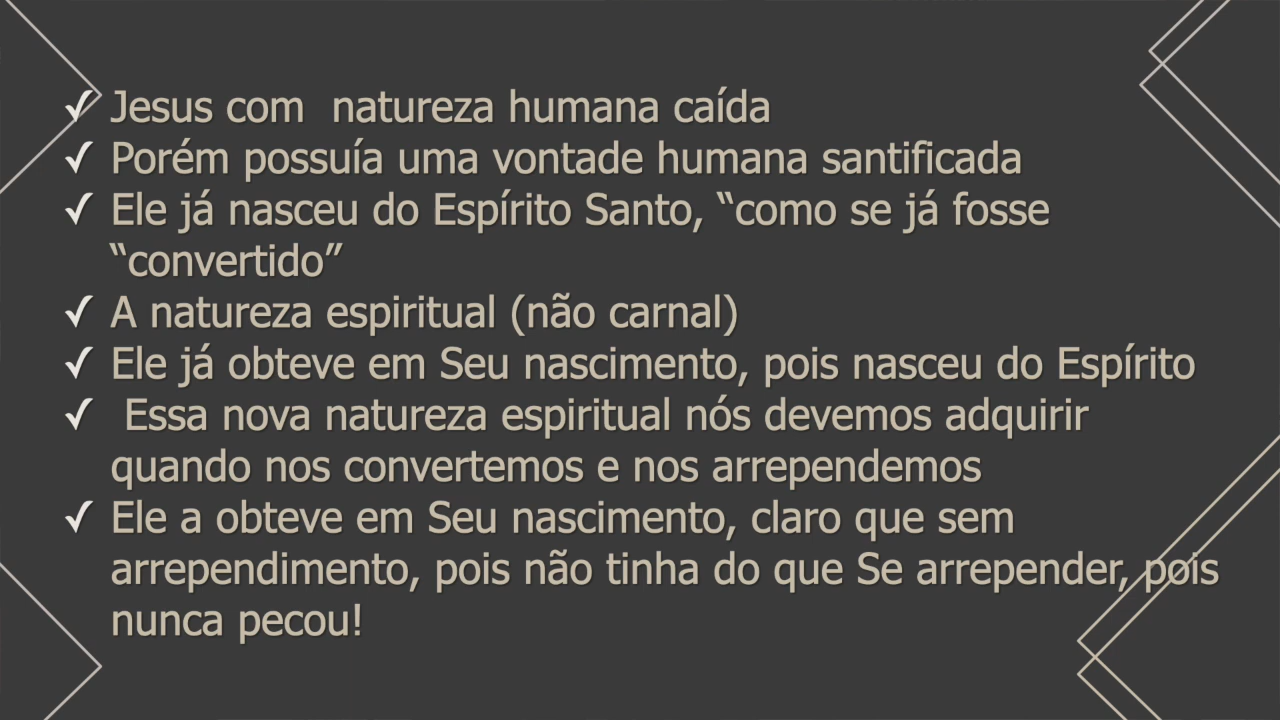 ✓ Jesus com  natureza humana caída
✓ Porém possuía uma vontade humana santificada
✓ Ele já nasceu do Espírito Santo, “como se já fosse
“convertido”
✓ A natureza espiritual (não carnal)
✓ Ele já obteve em Seu nascimento, pois nasceu do Espírito
✓  Essa nova natureza espiritual nós devemos adquirir
quando nos convertemos e nos arrependemos
✓ Ele a obteve em Seu nascimento, claro que sem
arrependimento, pois não tinha do que Se arrepender, pois
nunca pecou!